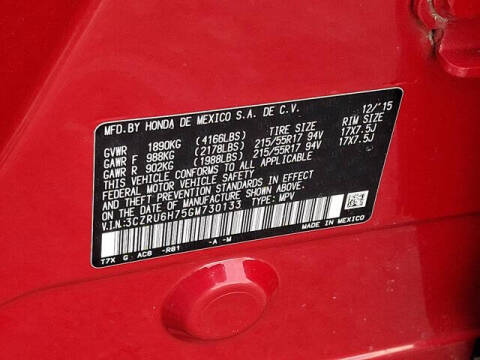 MFD.BY HONDA DE MEXICO S.A. DE C.V. 12/'15
GVWR 1890KG (4166LBS) TIRE SIZE RIM SIZE
GAWR F 988KG (2178LBS) 215/55R17 94V 17X7.5J
GAWR R 902KG (1988LBS) 215/55R17 94V 17X7.5J
THIS VEHICLE CONFORMS TO ALL APPLICABLE
FEDERAL MOTOR VEHICLE SAFETY, BUMPER,
AND THEFT PREVENTION STANDARDS IN EFFECT
ON THE DATE OF MANUFACTURE SHOWN ABOVE.
V.I.N.:3CZRU6H75GM730133 TYPE: MPV
T7X G ACB -RB1 -A -M MADE IN MEXICO